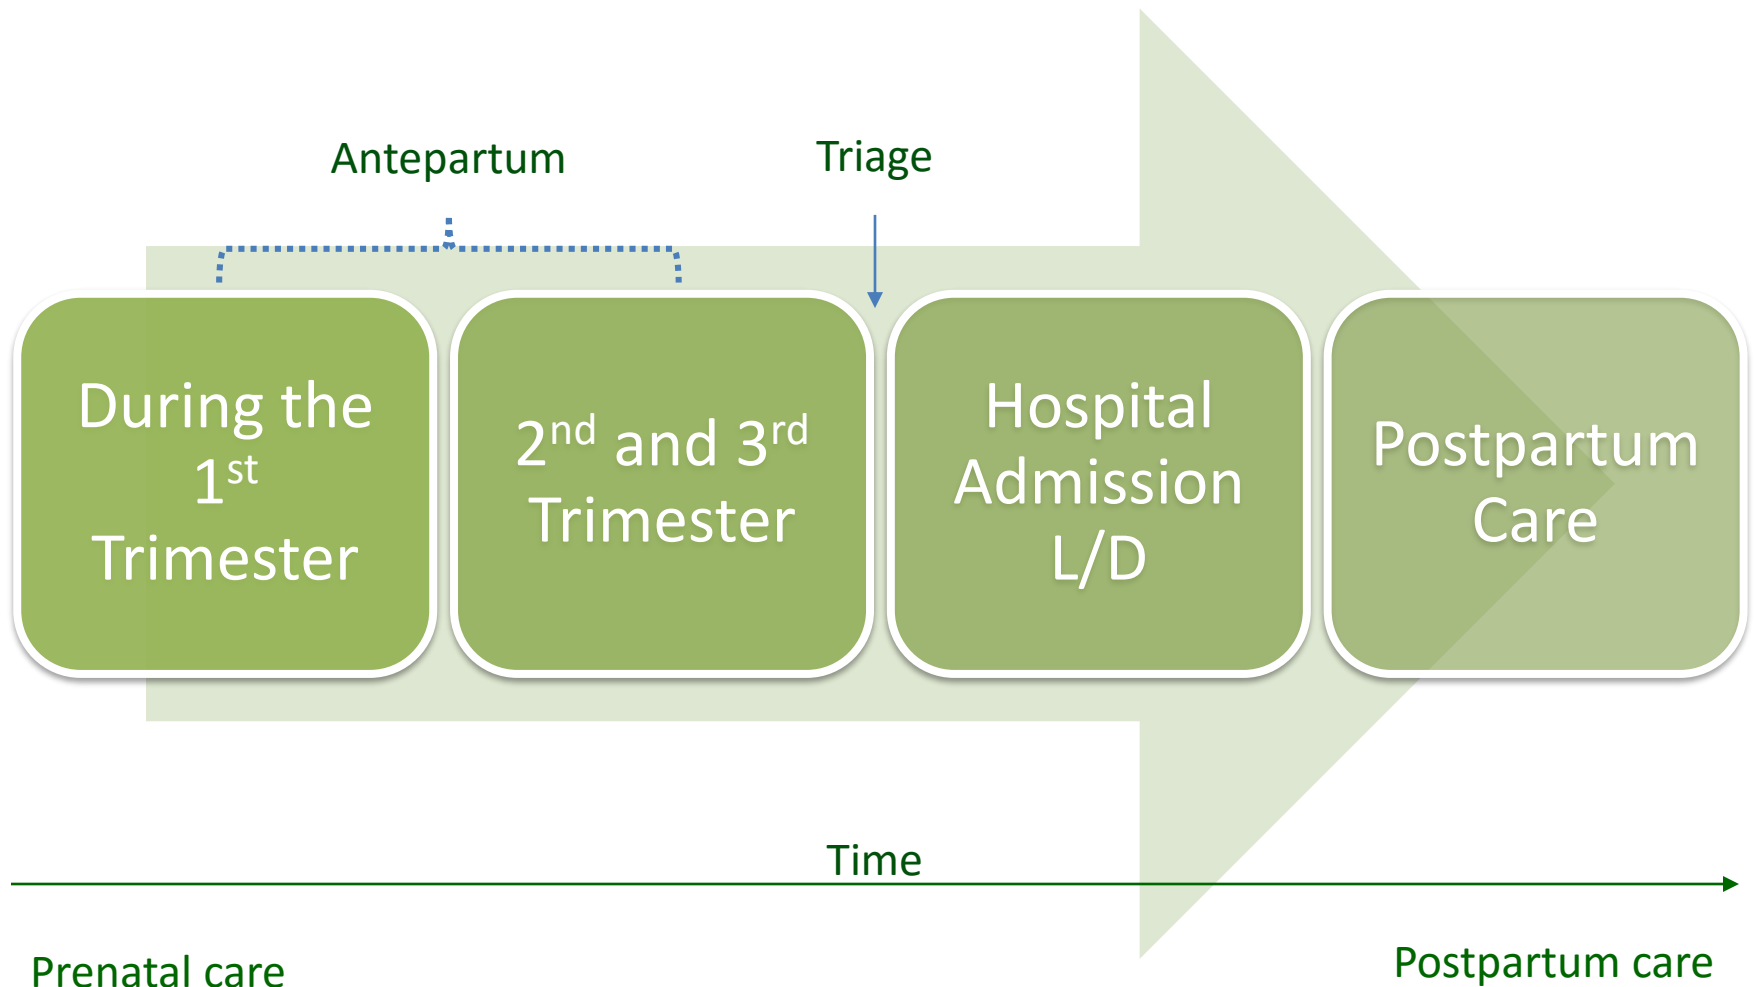 Antepartum
Triage
During the
1st
Trimester
2nd and 3rd
Trimester
Hospital
Admission
L/D
Postpartum
Care
Time
Prenatal care
Postpartum care